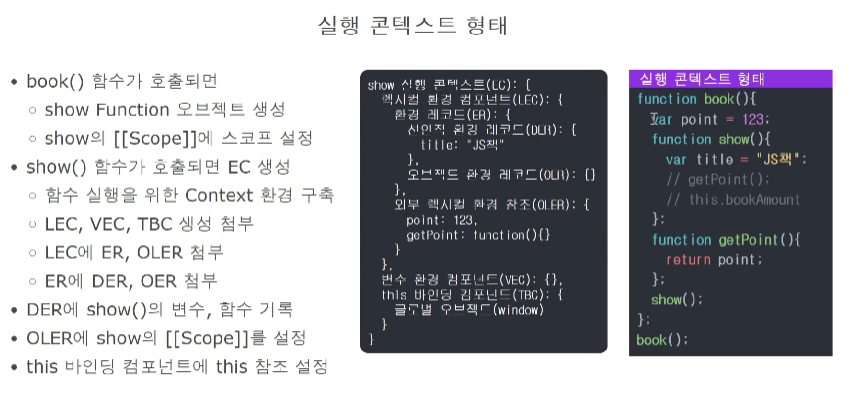 실행 콘텍스트 형태
• book() 함수가 호출되면
◦ show Function 오브젝트 생성
◦ show의 [[Scope]]에 스코프 설정
• show() 함수가 호출되면 EC 생성
◦ 함수 실행을 위한 Context 환경 구축
◦ LEC, VEC, TBC 생성 첨부
◦ LEC에 ER, OLER 첨부
◦ ER에 DER, OER 첨부
• DER에 show()의 변수, 함수 기록
• OLER에 show의 [[Scope]]를 설정
• this 바인딩 컴포넌트에 this 참조 설정
show 실행 콘텍스트(EC): {
렉시컬 환경 컴포넌트(LEC): {
환경 레코드(ER): {
선언적 환경 레코드(DER): {
title: "JS책"
},
오브젝트 환경 레코드(OER): {}
},
외부 렉시컬 환경 참조(OLER): {
point: 123,
getPoint: function(){}
}
},
변수 환경 컴포넌트(VEC): {},
this 바인딩 컴포넌트(TBC): {
글로벌 오브젝트(window)
}
}
실행 콘텍스트 형태
function book(){
var point = 123;
function show(){
var title = "JS책";
// getPoint();
// this.bookAmount
};
function getPoint(){
return point;
};
show();
};
book();